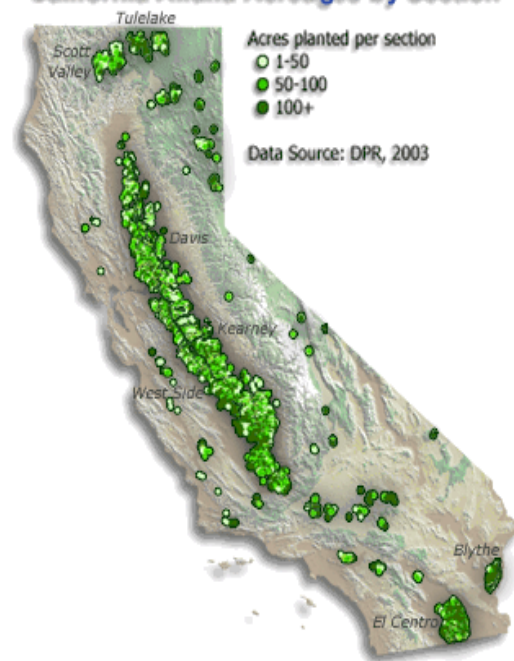 Tulelake
Scott
Valley
Acres planted per section
1-50
50-100
100+
Data Source: DPR, 2003
Davis
Kearney
West Side
Blythe
El Centro